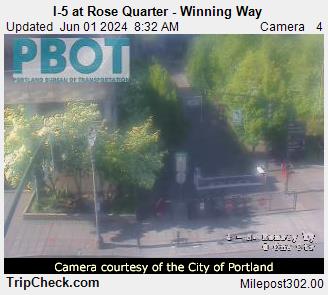 I-5 at Rose Quarter - Winning Way
Updated Jun 01 2024 8:32 AM Camera 4
PBOT
PORTLAND BUREAU OF TRANSPORTATION
Camera courtesy of the City of Portland
TripCheck.com Milepost302.00